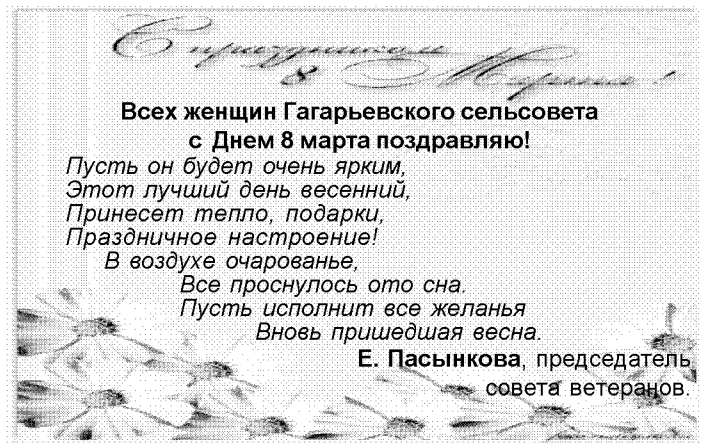 С праздником
8 Марта!
Всех женщин Гагарьевского сельсовета
с Днем 8 марта поздравляю!
Пусть он будет очень ярким,
Этот лучший день весенний,
Принесет тепло, подарки,
Праздничное настроение!
В воздухе очарованье,
Все проснулось ото сна.
Пусть исполнит все желанья
Вновь пришедшая весна.
Е. Пасынкова, председатель
совета ветеранов.